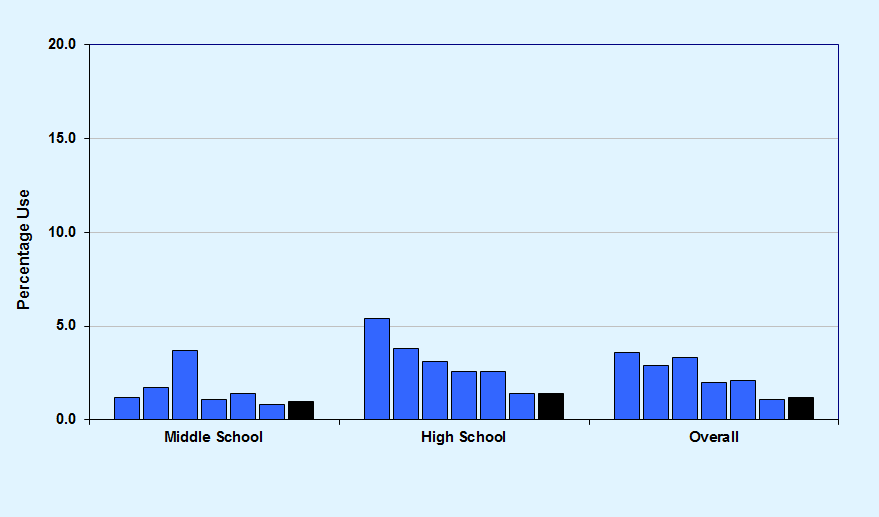 20.0
15.0
10.0
5.0
0.0
Percentage Use
Middle School
High School
Overall